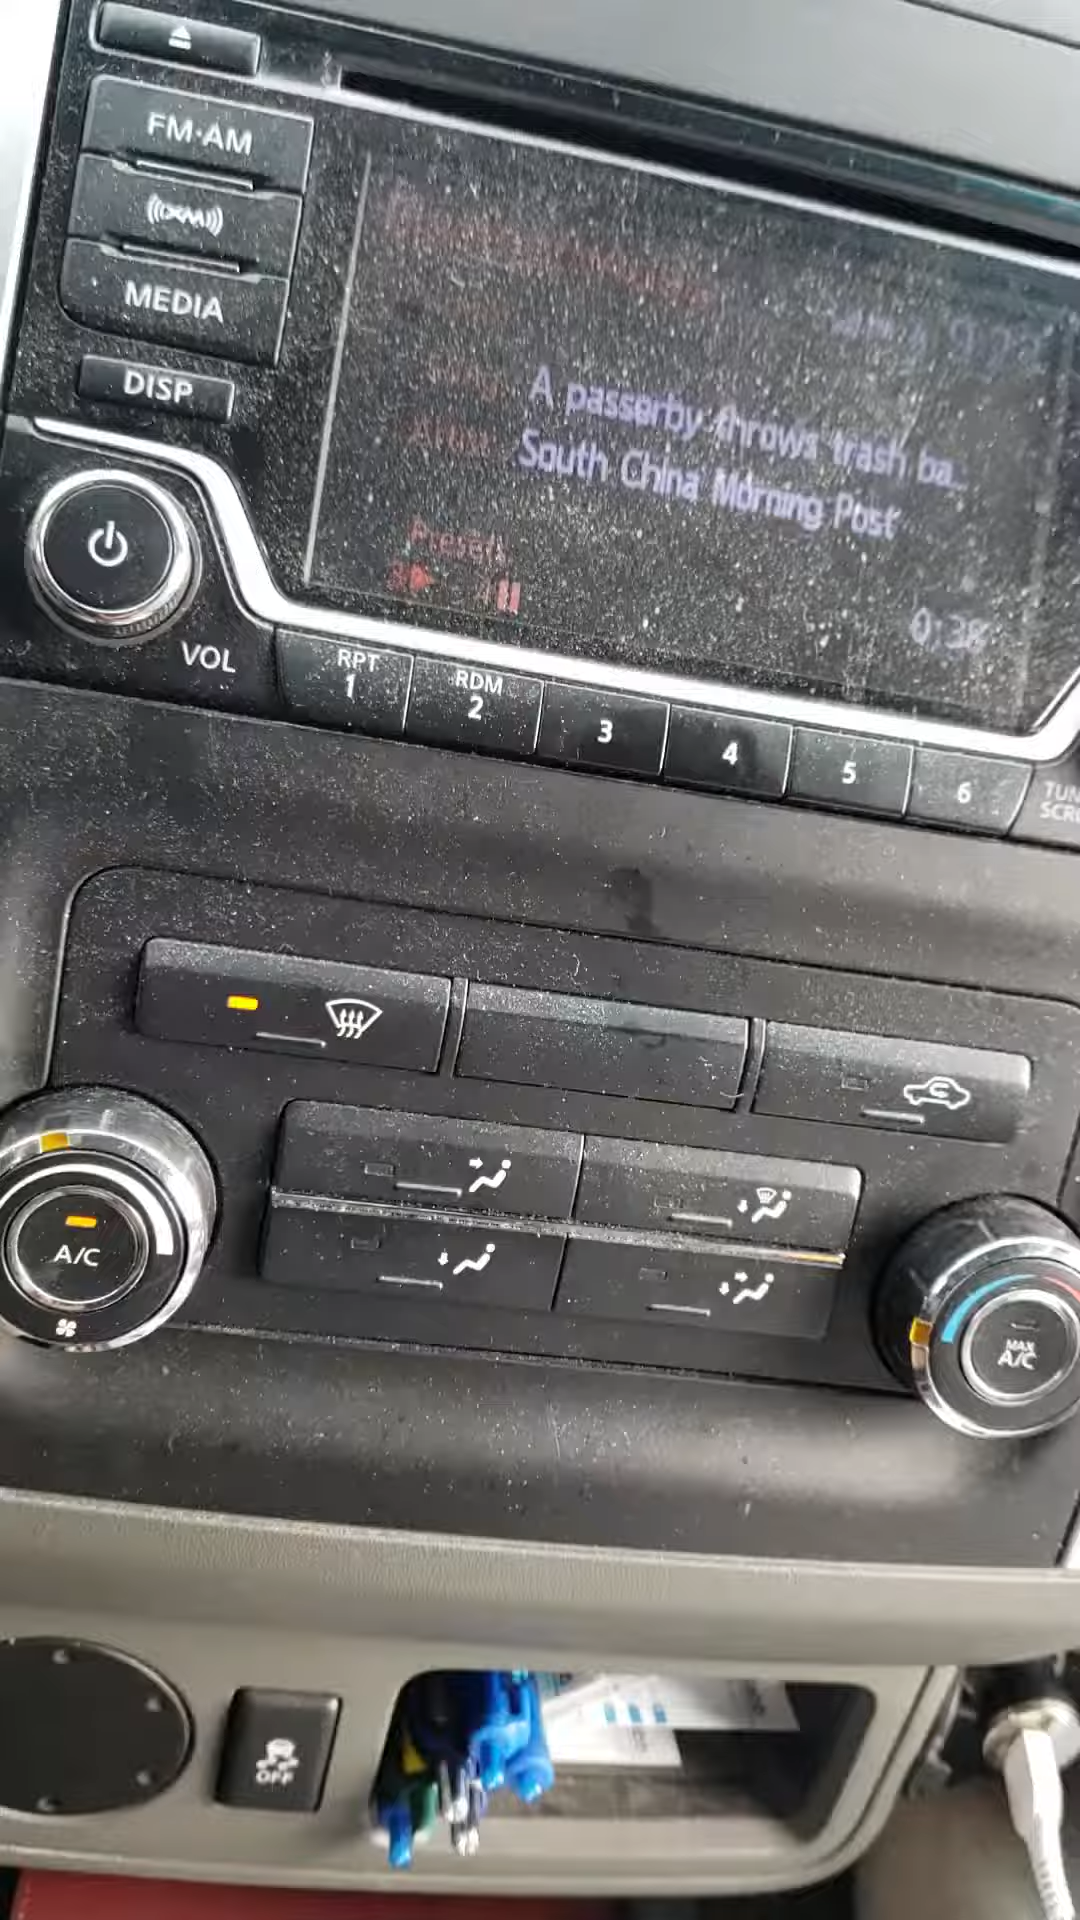 FM·AM
((XM))
MEDIA
DISP
A passerby throws trash ba...
South China Morning Post
0:38
VOL
RPT
1
RDM
2
3
4
5
6
A/C
MAX
A/C
OFF